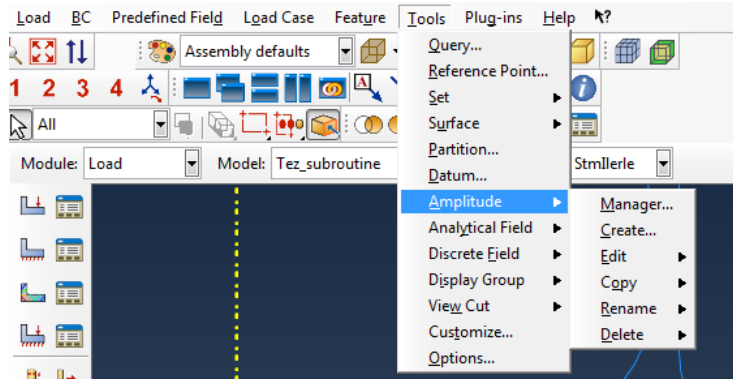 Load BC Predefined Field Load Case Feature Tools Plug-ins Help
Assembly defaults
1 2 3 4 A
All
Module: Load Model: Tez_subroutine StmIlerle
Query...
Reference Point...
Set
Surface
Partition...
Datum...
Amplitude
Analytical Field
Discrete Field
Display Group
View Cut
Customize...
Options...
Manager...
Create...
Edit
Copy
Rename
Delete